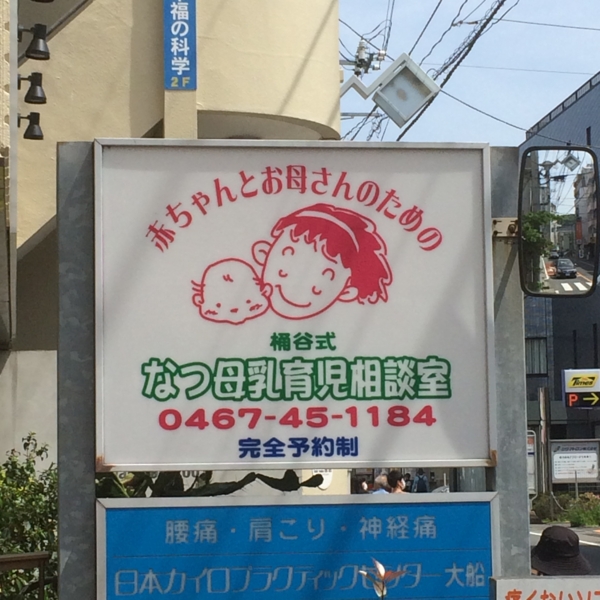 福の科学
2F
赤ちゃんとお母さんのための
桶谷式
なつ母乳育児相談室
0467-45-1184
完全予約制
Times
P→
腰痛・肩こり・神経痛
日本カイロプラクティックセンター大船